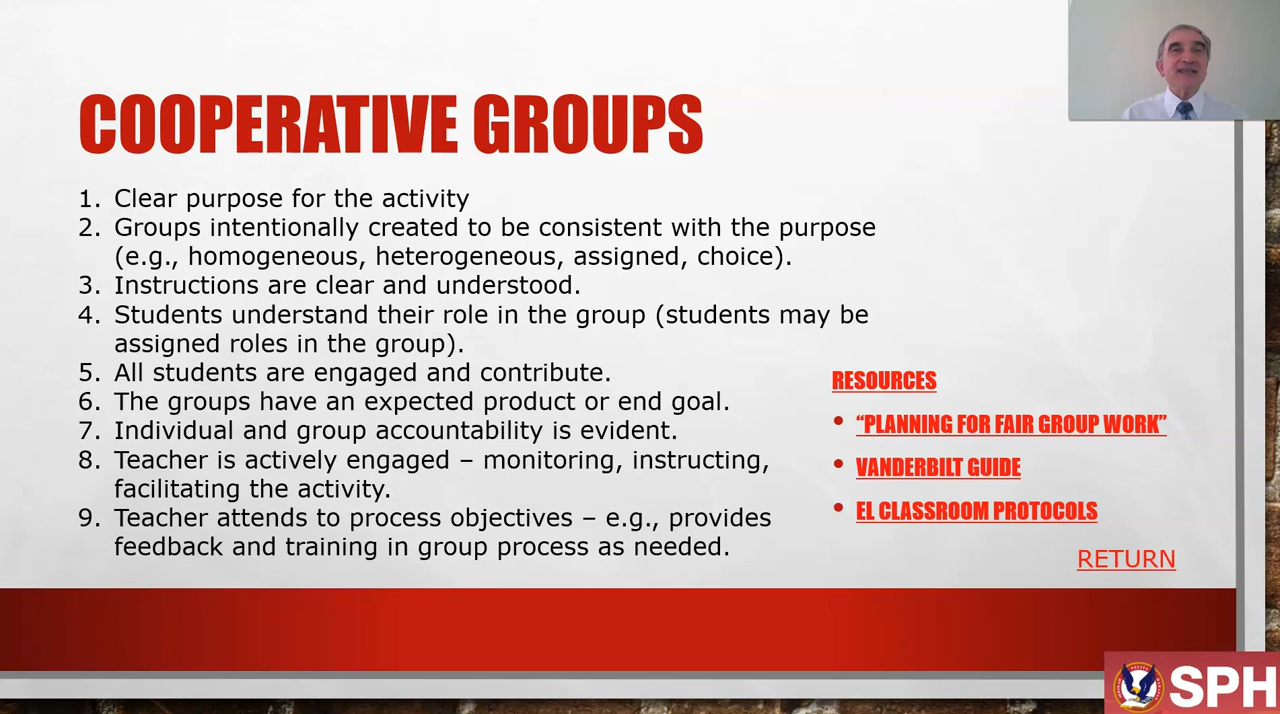 COOPERATIVE GROUPS
1. Clear purpose for the activity
2. Groups intentionally created to be consistent with the purpose
(e.g., homogeneous, heterogeneous, assigned, choice).
3. Instructions are clear and understood.
4. Students understand their role in the group (students may be
assigned roles in the group).
5. All students are engaged and contribute.
6. The groups have an expected product or end goal.
7. Individual and group accountability is evident.
8. Teacher is actively engaged – monitoring, instructing,
facilitating the activity.
9. Teacher attends to process objectives – e.g., provides
feedback and training in group process as needed.
RESOURCES
• “PLANNING FOR FAIR GROUP WORK”
• VANDERBILT GUIDE
• EL CLASSROOM PROTOCOLS
RETURN
SPH